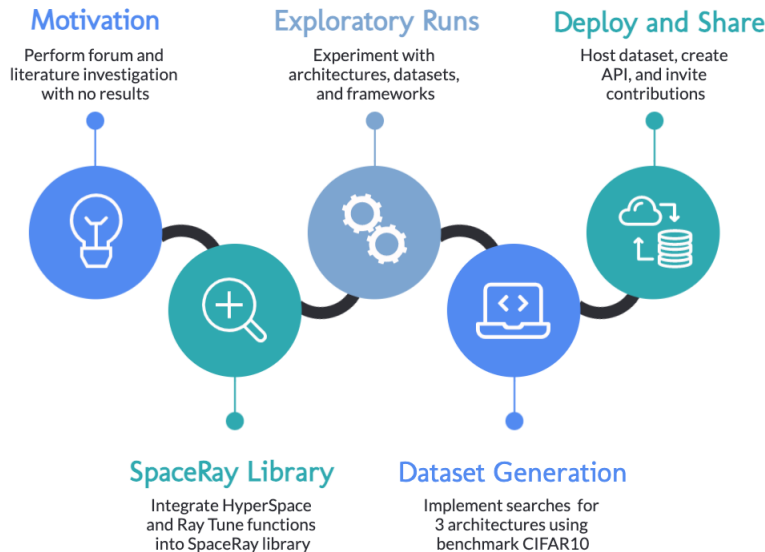 Motivation
Perform forum and
literature investigation
with no results
SpaceRay Library
Integrate HyperSpace
and Ray Tune functions
into SpaceRay library
Exploratory Runs
Experiment with
architectures, datasets,
and frameworks
Dataset Generation
Implement searches for
3 architectures using
benchmark CIFAR10
Deploy and Share
Host dataset, create
API, and invite
contributions